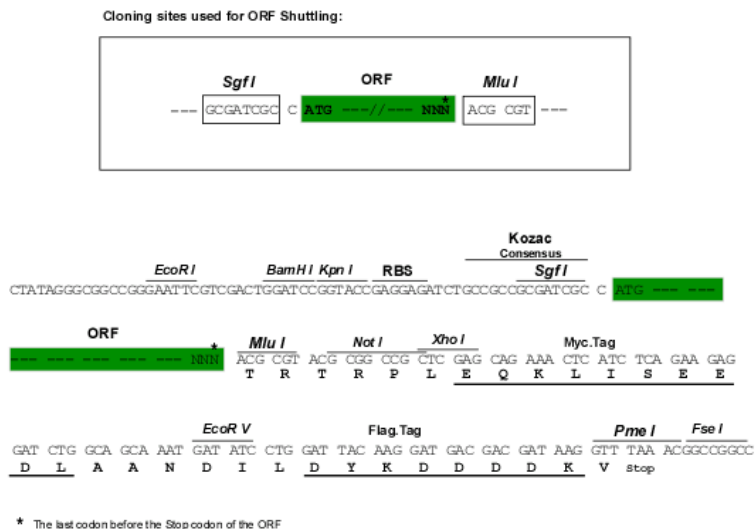 Cloning sites used for ORF Shuttling:
Sgf I ORF Mlu I
--- GCGATCGC C ATG ---//--- NNN* ACG CGT ---
Kozac
Consensus
EcoR I BamH I Kpn I RBS Sgf I
CTATAGGGCGGCCGGGAATTCGTCGACTGGATCCGGTACCGAGGAGATCTGCCGCCGCGATCGC C ATG --- ---
ORF Mlu I Not I Xho I Myc.Tag
--- --- --- --- --- NNN* ACG CGT ACG CGG CCG CTC GAG CAG AAA CTC ATC TCA GAA GAG
T R T R P L E Q K L I S E E
EcoR V Flag.Tag Pme I Fse I
GAT CTG GCA GCA AAT GAT ATC CTG GAT TAC AAG GAT GAC GAC GAT AAG GTT TAA ACGGCCGGCC
D L A A N D I L D Y K D D D D K V Stop
* The last codon before the Stop codon of the ORF